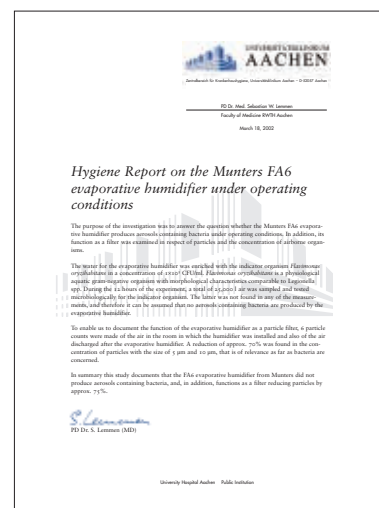 UNIVERSITÄTSKLINIKUM
AACHEN
Zentralbereich für Krankenhaushygiene, Universitätsklinikum Aachen - D-52057 Aachen
PD Dr. Med. Sebastian W. Lemmen
Faculty of Medicine RWTH Aachen
March 18, 2002
Hygiene Report on the Munters FA6
evaporative humidifier under operating
conditions
The purpose of the investigation was to answer the question whether the Munters FA6 evapora-
tive humidifier produces aerosols containing bacteria under operating conditions. In addition, its
function as a filter was examined in respect of particles and the concentration of airborne organ-
isms.
The water for the evaporative humidifier was enriched with the indicator organism Flavimonas
oryzihabitans in a concentration of CFU/ml. Flavimonas oryzihabitans is a physiological
aquatic gram-negative organism with morphological characteristics comparable to Legionella
spp. During the 12 hours of the experiment, a total of air was sampled and tested
microbiologically for the indicator organism. The latter was not found in any of the measure-
ments, and therefore it can be assumed that no aerosols containing bacteria are produced by the
evaporative humidifier.
To enable us to document the function of the evaporative humidifier as a particle filter, 6 particle
counts were made of the air in the room in which the humidifier was installed and also of the air
discharged after the evaporative humidifier. A reduction of approx. 70% was found in the con-
centration of particles with the size of 5 µm and 10 µm, that is of relevance as far as bacteria are
concerned.
In summary this study documents that the FA6 evaporative humidifier from Munters did not
produce aerosols containing bacteria, and, in addition, functions as a filter reducing particles by
approx. 75%.
S. Lemmen
PD Dr. S. Lemmen (MD)
University Hospital Aachen Public Institution